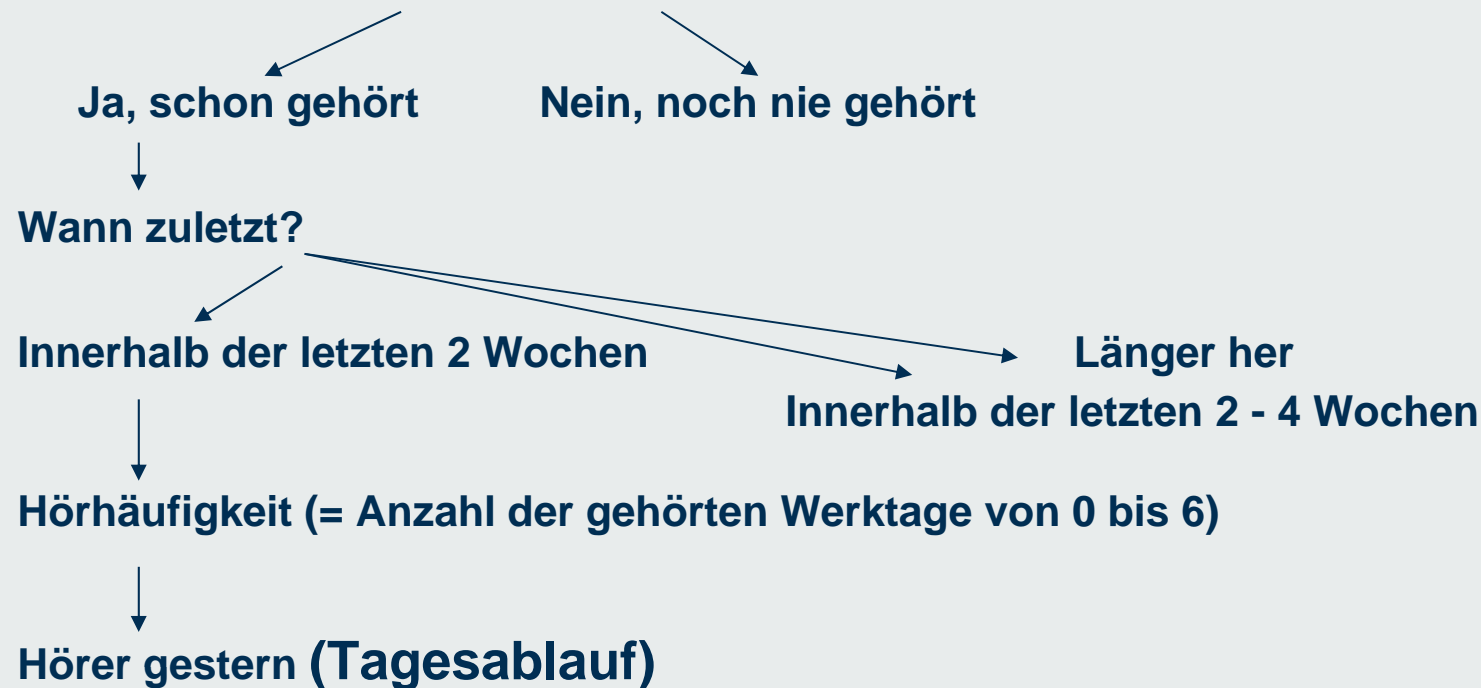 Ja, schon gehört Nein, noch nie gehört
Wann zuletzt?
Innerhalb der letzten 2 Wochen Länger her
Innerhalb der letzten 2 - 4 Wochen
Hörhäufigkeit (= Anzahl der gehörten Werktage von 0 bis 6)
Hörer gestern (Tagesablauf)